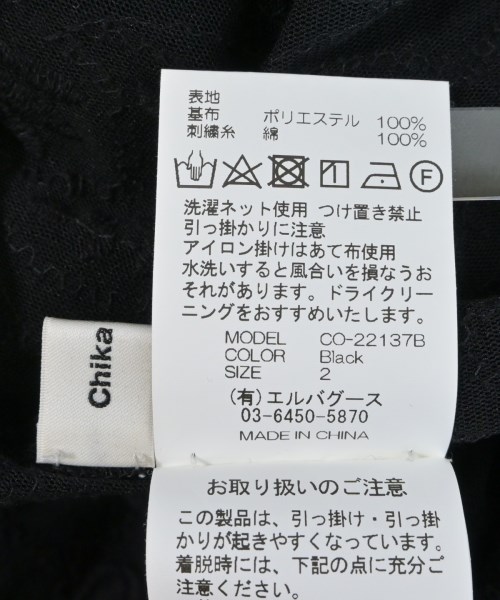 表地
基布 ポリエステル 100%
刺繍糸 綿 100%
洗濯ネット使用 つけ置き禁止
引っ掛かりに注意
アイロン掛けはあて布使用
水洗いすると風合いを損なうお
それがあります。ドライクリー
ニングをおすすめいたします。
MODEL CO-22137B
COLOR Black
SIZE 2
(有)エルバグース
03-6450-5870
MADE IN CHINA
Chika
お取り扱いのご注意
この製品は、引っ掛け・引っ掛
かりが起きやすくなっています。
着脱時には、下記の点に充分ご
注意ください。